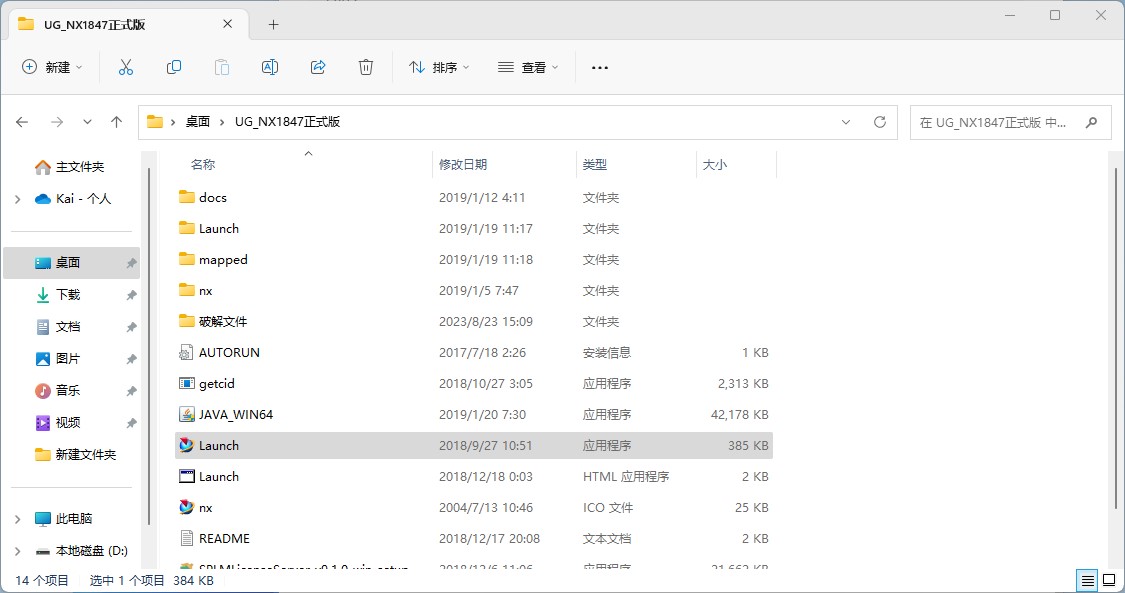 UG_NX1847正式版
新建
排序
查看
桌面 UG_NX1847正式版
在 UG_NX1847正式版 中...
主文件夹
Kai - 个人
桌面
下载
文档
图片
音乐
视频
新建文件夹
此电脑
本地磁盘 (D:)
名称 修改日期 类型 大小
docs 2019/1/12 4:11 文件夹
Launch 2019/1/19 11:17 文件夹
mapped 2019/1/19 11:18 文件夹
nx 2019/1/5 7:47 文件夹
破解文件 2023/8/23 15:09 文件夹
AUTORUN 2017/7/18 2:26 安装信息 1 KB
getcid 2018/10/27 3:05 应用程序 2,313 KB
JAVA_WIN64 2019/1/20 7:30 应用程序 42,178 KB
Launch 2018/9/27 10:51 应用程序 385 KB
Launch 2018/12/18 0:03 HTML 应用程序 2 KB
nx 2004/7/13 10:46 ICO 文件 25 KB
README 2018/12/17 20:08 文本文档 2 KB
14 个项目 选中 1 个项目 384 KB